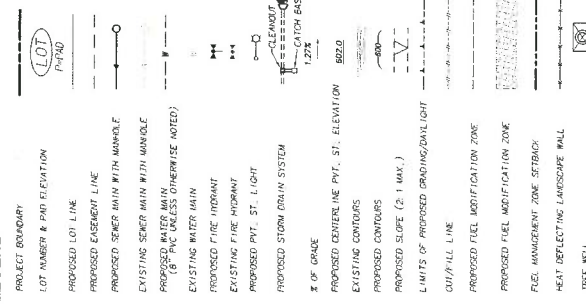 PROJECT BOUNDARY
LOT NUMBER & PAD ELEVATION
LOT
P=PAD
PROPOSED LOT LINE
PROPOSED EASEMENT LINE
PROPOSED SEWER MAIN WITH MANHOLE
EXISTING SEWER MAIN WITH MANHOLE
PROPOSED WATER MAIN
(8" PVC UNLESS OTHERWISE NOTED)
W
EXISTING WATER MAIN
PROPOSED FIRE HYDRANT
EXISTING FIRE HYDRANT
PROPOSED PVT. ST. LIGHT
PROPOSED STORM DRAIN SYSTEM
CLEANOUT
CATCH BAS
% OF GRADE
1.27%
PROPOSED CENTERLINE PVT. ST. ELEVATION
602.0
EXISTING CONTOURS
PROPOSED CONTOURS
600
PROPOSED SLOPE (2:1 MAX.)
LIMITS OF PROPOSED GRADING/DAYLIGHT
CUT/FILL LINE
PROPOSED FUEL MODIFICATION ZONE
PROPOSED FUEL MODIFICATION ZONE
FUEL MANAGEMENT ZONE SETBACK
HEAT DEFLECTING LANDSCAPE WALL